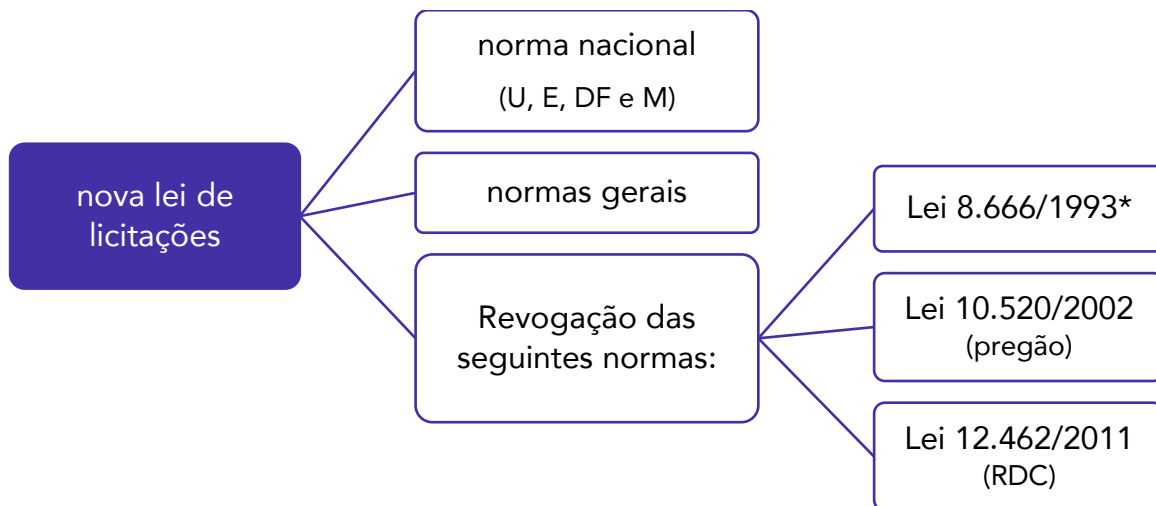 nova lei de
licitações
norma nacional
(U, E, DF e M)
normas gerais
Revogação das
seguintes normas:
Lei 8.666/1993*
Lei 10.520/2002
(pregão)
Lei 12.462/2011
(RDC)